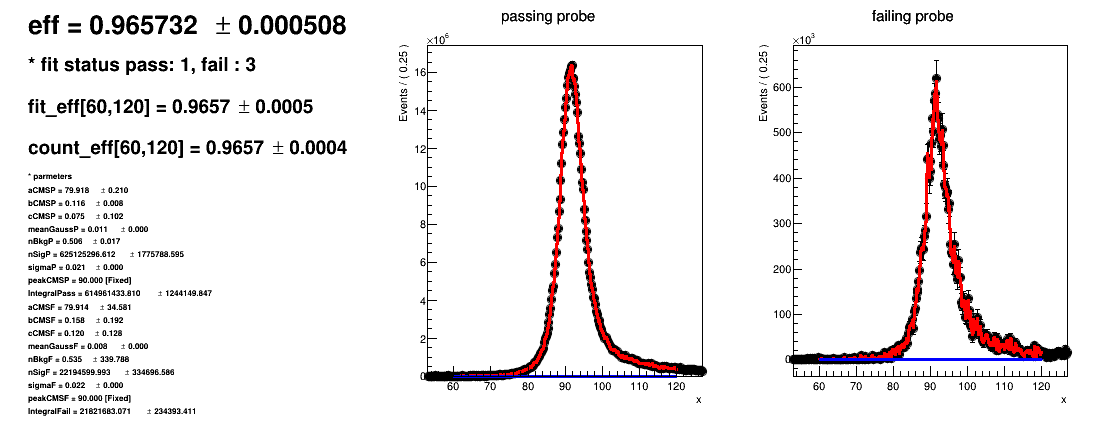 eff = 0.965732 ± 0.000508
* fit status pass: 1, fail : 3
fit_eff[60,120] = 0.9657 ± 0.0005
count_eff[60,120] = 0.9657 ± 0.0004
* parmeters
aCMSP = 79.918 ± 0.210
bCMSP = 0.116 ± 0.008
cCMSP = 0.075 ± 0.102
meanGaussP = 0.011 ± 0.000
nBkgP = 0.506 ± 0.017
nSigP = 625125296.612 ± 1775788.595
sigmaP = 0.021 ± 0.000
peakCMSP = 90.000 [Fixed]
IntegralPass = 614961433.810 ± 1244149.847
aCMSF = 79.914 ± 34.581
bCMSF = 0.158 ± 0.192
cCMSF = 0.120 ± 0.128
meanGaussF = 0.008 ± 0.000
nBkgF = 0.535 ± 339.788
nSigF = 22194599.993 ± 334696.586
sigmaF = 0.022 ± 0.000
peakCMSF = 90.000 [Fixed]
IntegralFail = 21821683.071 ± 234393.411
passing probe
×10⁶
Events / ( 0.25 )
16
14
12
10
8
6
4
2
0
60 70 80 90 100 110 120
x
failing probe
×10³
Events / ( 0.25 )
600
500
400
300
200
100
0
60 70 80 90 100 110 120
x